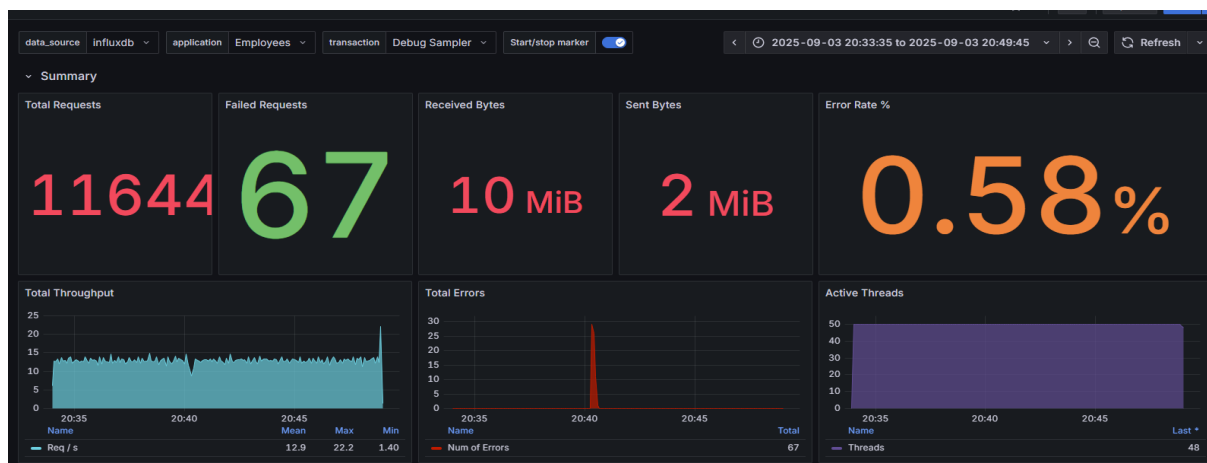 data_source influxdb application Employees transaction Debug Sampler Start/stop marker 2025-09-03 20:33:35 to 2025-09-03 20:49:45 Refresh
Summary
Total Requests Failed Requests Received Bytes Sent Bytes Error Rate %
11644 67 10 MiB 2 MiB 0.58%
Total Throughput
25
20
15
10
5
0
20:35 20:40 20:45
Name Mean Max Min
Req / s 12.9 22.2 1.40
Total Errors
30
25
20
15
10
5
0
20:35 20:40 20:45
Name Total
Num of Errors 67
Active Threads
50
40
30
20
10
0
20:35 20:40 20:45
Name Last *
Threads 48